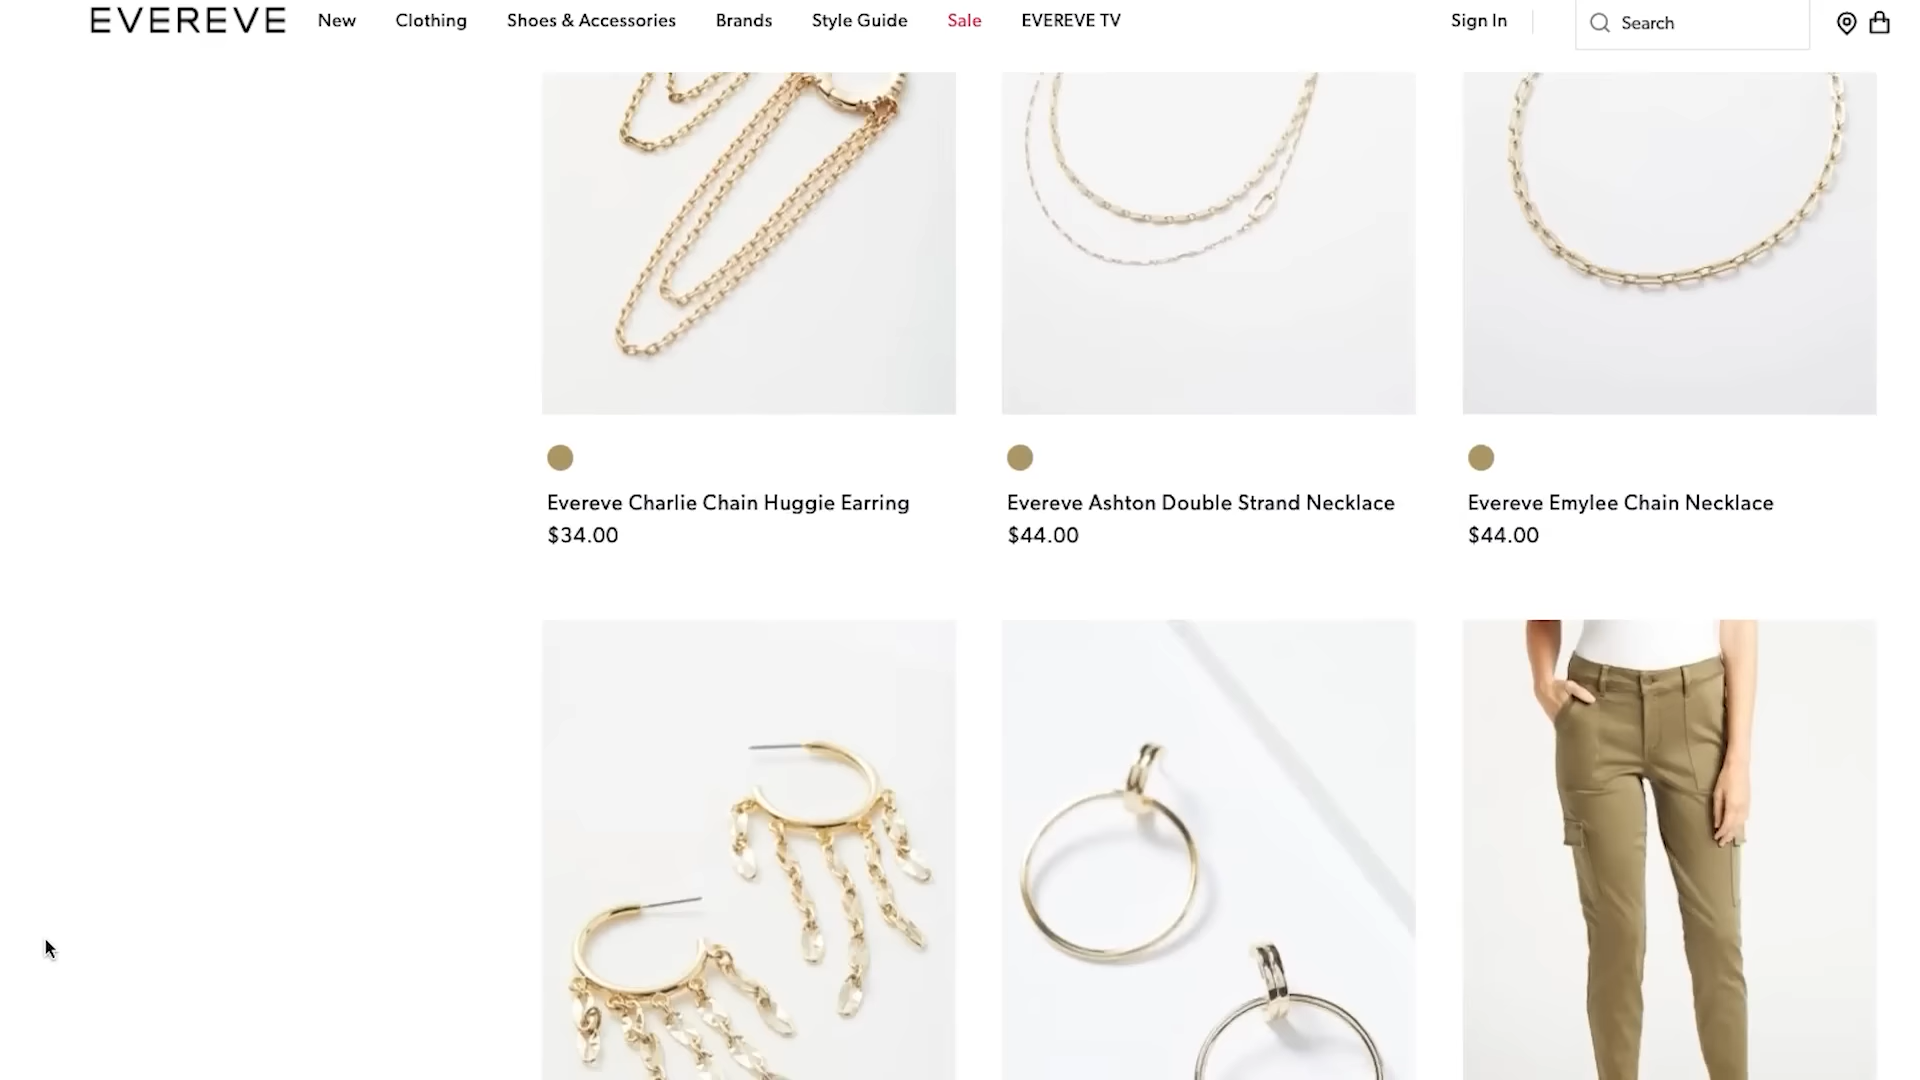 EVEREVE New Clothing Shoes & Accessories Brands Style Guide Sale EVEREVE TV Sign In Search
Evereve Charlie Chain Huggie Earring
$34.00
Evereve Ashton Double Strand Necklace
$44.00
Evereve Emylee Chain Necklace
$44.00